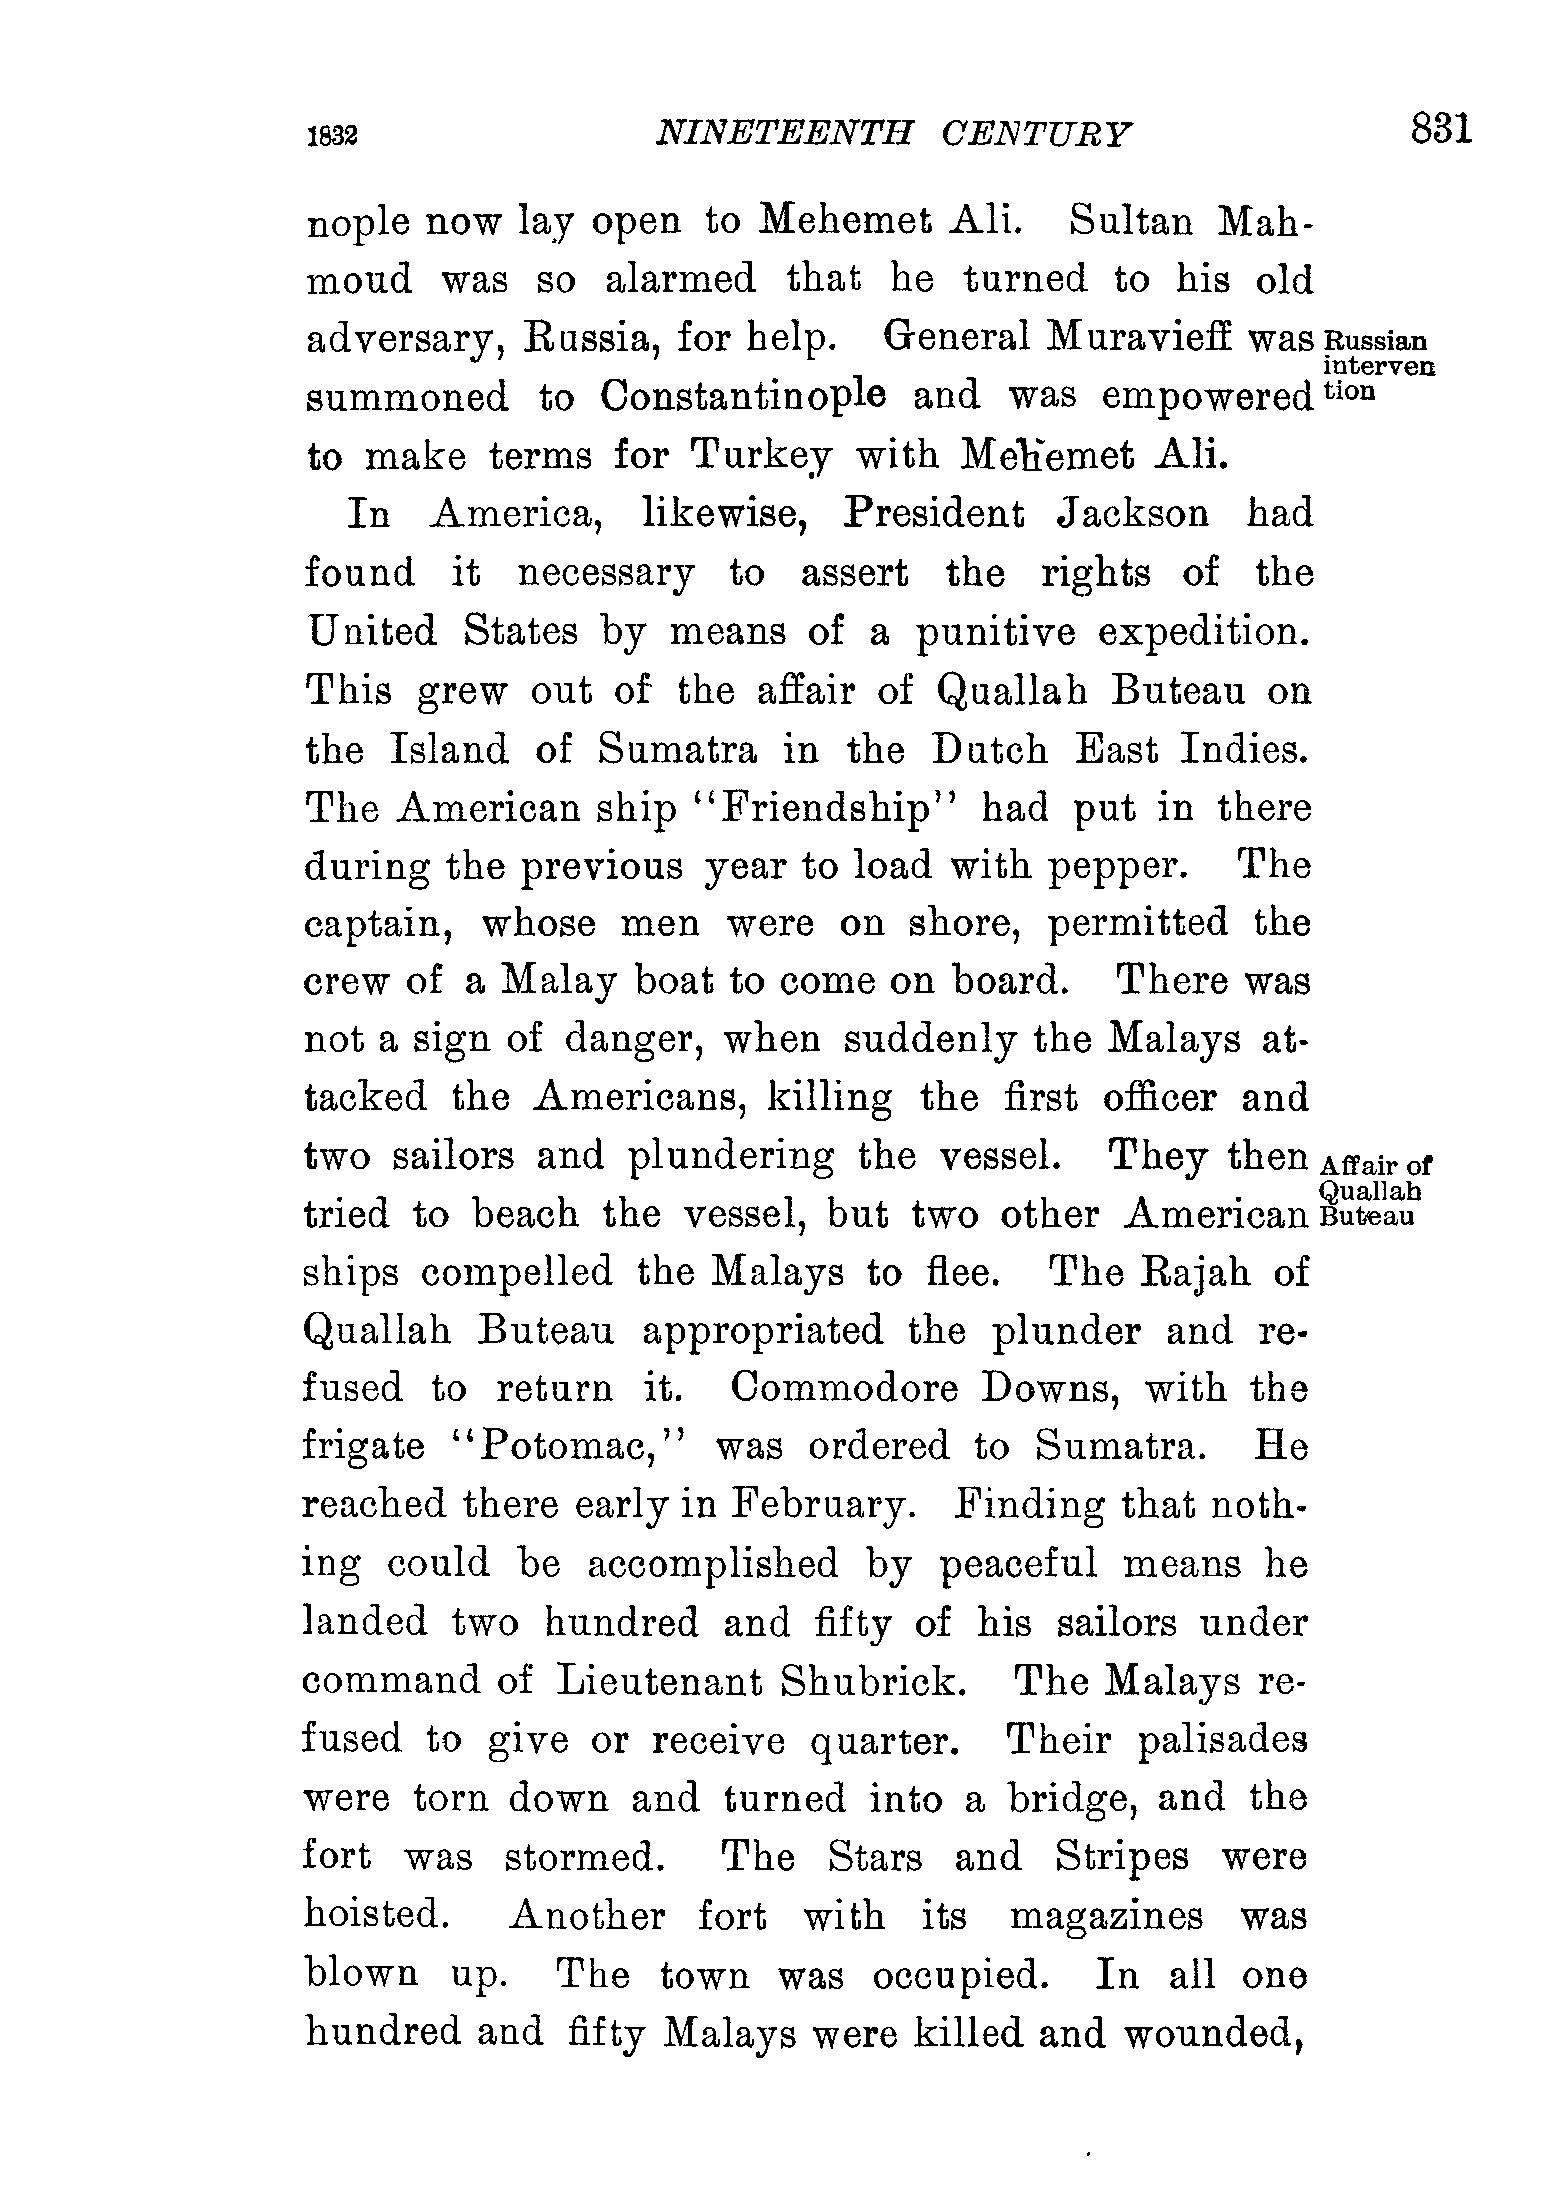 1832 NINETEENTH CENTURY 831
nople now lay open to Mehemet Ali. Sultan Mah-
moud was so alarmed that he turned to his old
adversary, Russia, for help. General Muravieff was
Russian
interven
tion
summoned to Constantinople and was empowered
to make terms for Turkey with Mehemet Ali.
In America, likewise, President Jackson had
found it necessary to assert the rights of the
United States by means of a punitive expedition.
This grew out of the affair of Quallah Buteau on
the Island of Sumatra in the Dutch East Indies.
The American ship "Friendship" had put in there
during the previous year to load with pepper. The
captain, whose men were on shore, permitted the
crew of a Malay boat to come on board. There was
not a sign of danger, when suddenly the Malays at-
tacked the Americans, killing the first officer and
two sailors and plundering the vessel. They then
Affair of
Quallah
Buteau
tried to beach the vessel, but two other American
ships compelled the Malays to flee. The Rajah of
Quallah Buteau appropriated the plunder and re-
fused to return it. Commodore Downs, with the
frigate "Potomac," was ordered to Sumatra. He
reached there early in February. Finding that noth-
ing could be accomplished by peaceful means he
landed two hundred and fifty of his sailors under
command of Lieutenant Shubrick. The Malays re-
fused to give or receive quarter. Their palisades
were torn down and turned into a bridge, and the
fort was stormed. The Stars and Stripes were
hoisted. Another fort with its magazines was
blown up. The town was occupied. In all one
hundred and fifty Malays were killed and wounded,